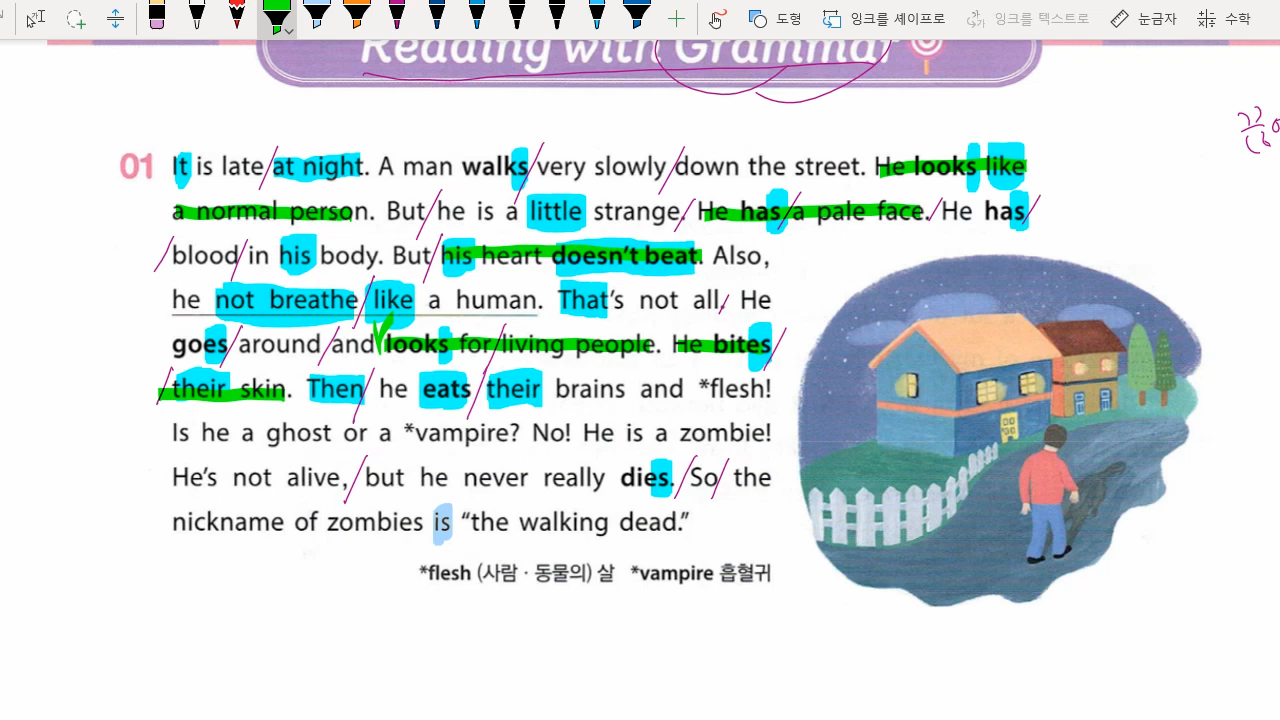 도형 잉크를 셰이프로 잉크를 텍스트로 눈금자 수학
Reading with Grammar
01 It is late at night. A man walks very slowly down the street. He looks like
a normal person. But he is a little strange. He has a pale face. He has
blood in his body. But his heart doesn't beat. Also,
he not breathe like a human. That's not all. He
goes around and looks for living people. He bites
their skin. Then he eats their brains and *flesh!
Is he a ghost or a *vampire? No! He is a zombie!
He's not alive, but he never really dies. So the
nickname of zombies is “the walking dead.”
*flesh (사람 · 동물의) 살 *vampire 흡혈귀